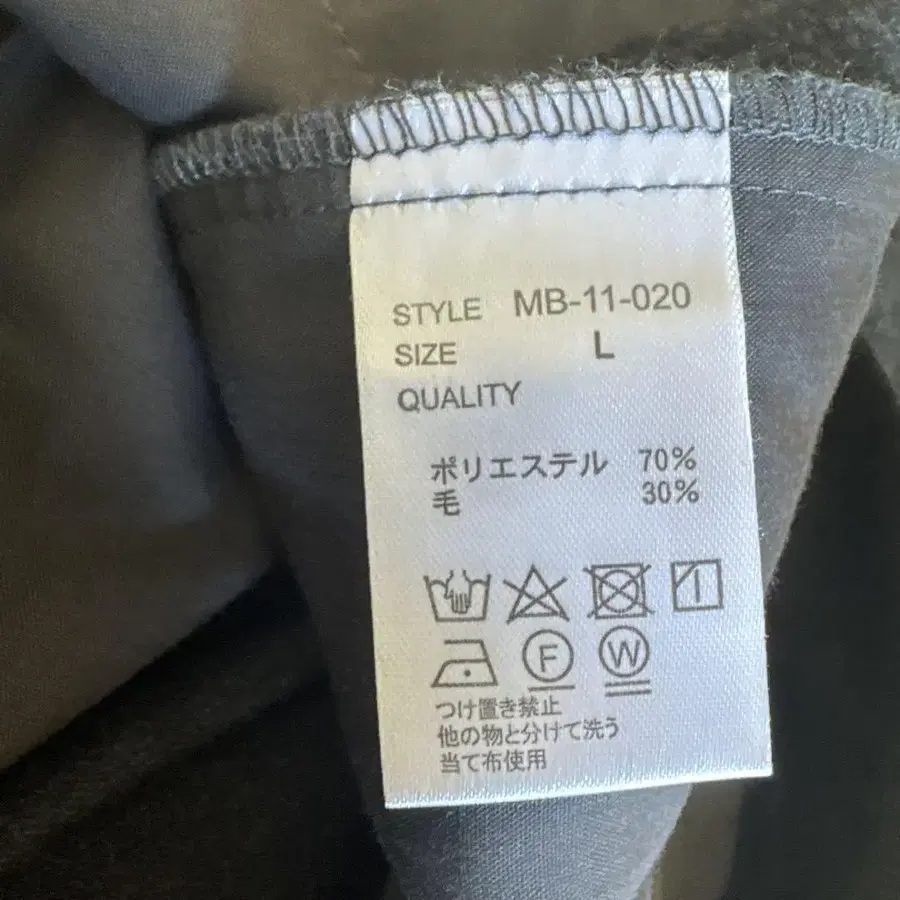 STYLE MB-11-020
SIZE L
QUALITY
ポリエステル 70%
毛 30%
F W
つけ置き禁止
他の物と分けて洗う
当て布使用